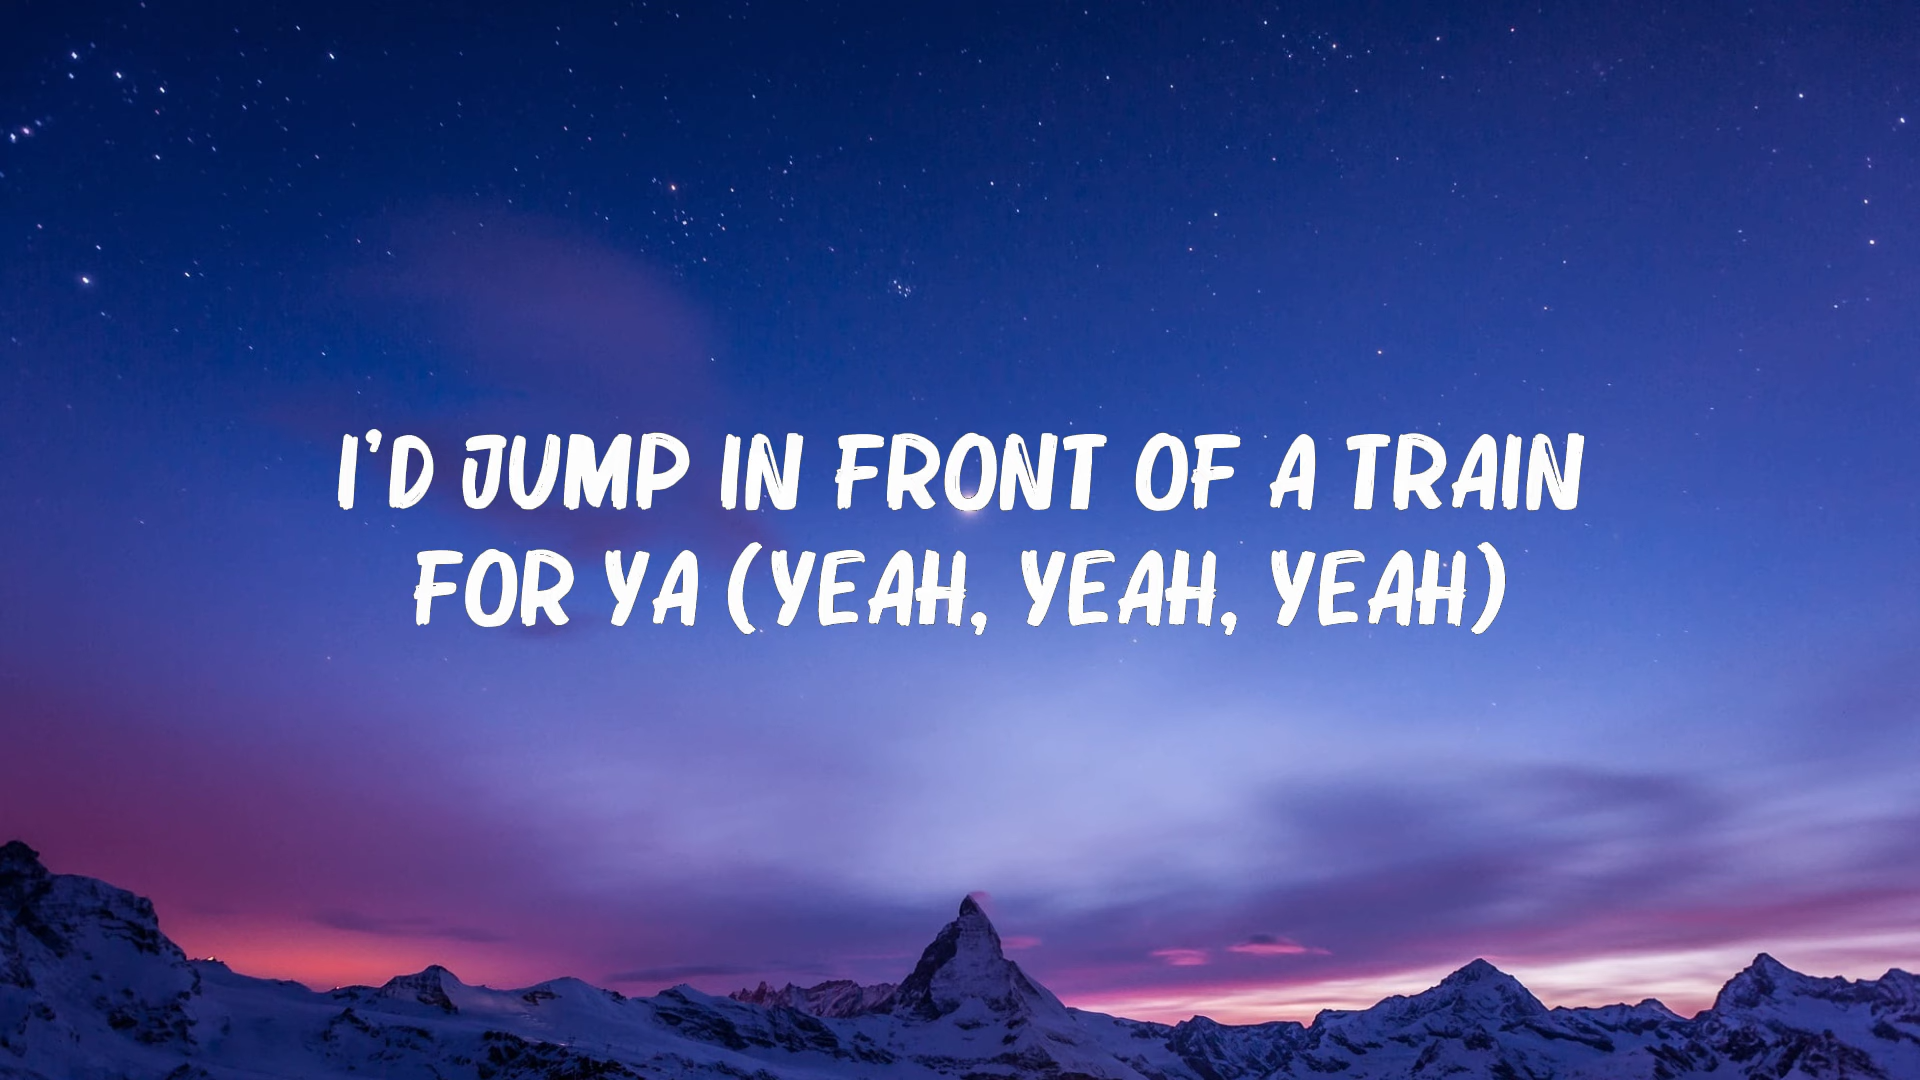 I'D JUMP IN FRONT OF A TRAIN
FOR YA (YEAH, YEAH, YEAH)